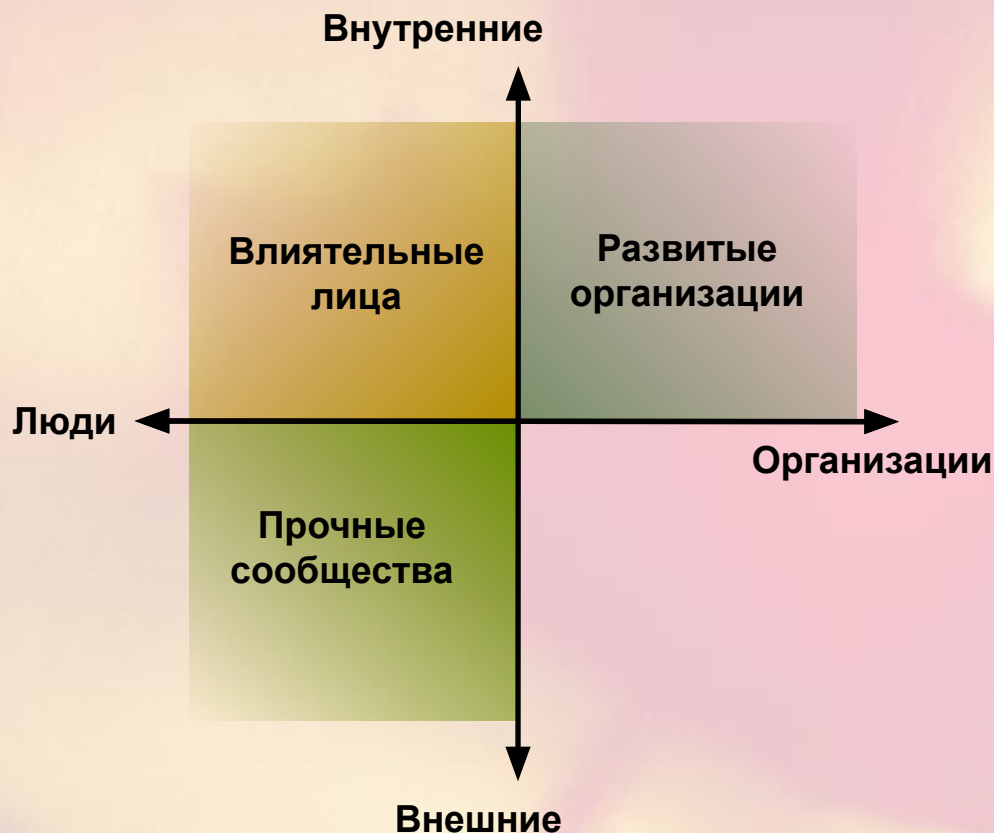 Внутренние
Влиятельные
лица
Развитые
организации
Люди
Организации
Прочные
сообщества
Внешние